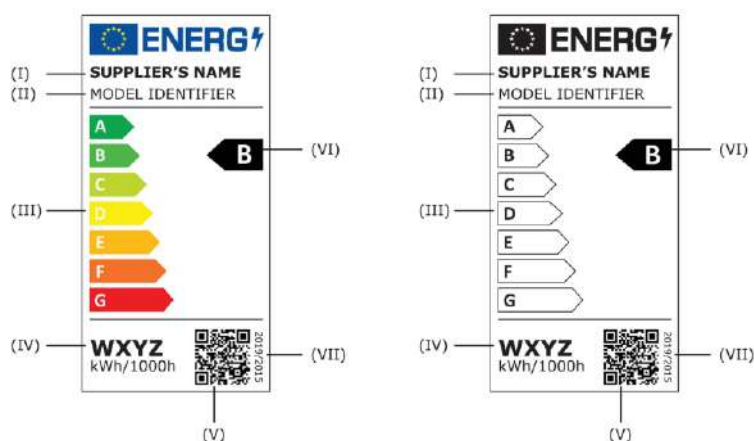 ENERG
(I) SUPPLIER'S NAME
(II) MODEL IDENTIFIER
A
B
B
(VI)
C
(III) D
E
F
G
(IV) WXYZ
kWh/1000h
2019/2015
(VII)
(V)
ENERG
(I) SUPPLIER'S NAME
(II) MODEL IDENTIFIER
A
B
B
(VI)
C
(III) D
E
F
G
(IV) WXYZ
kWh/1000h
2019/2015
(VII)
(V)